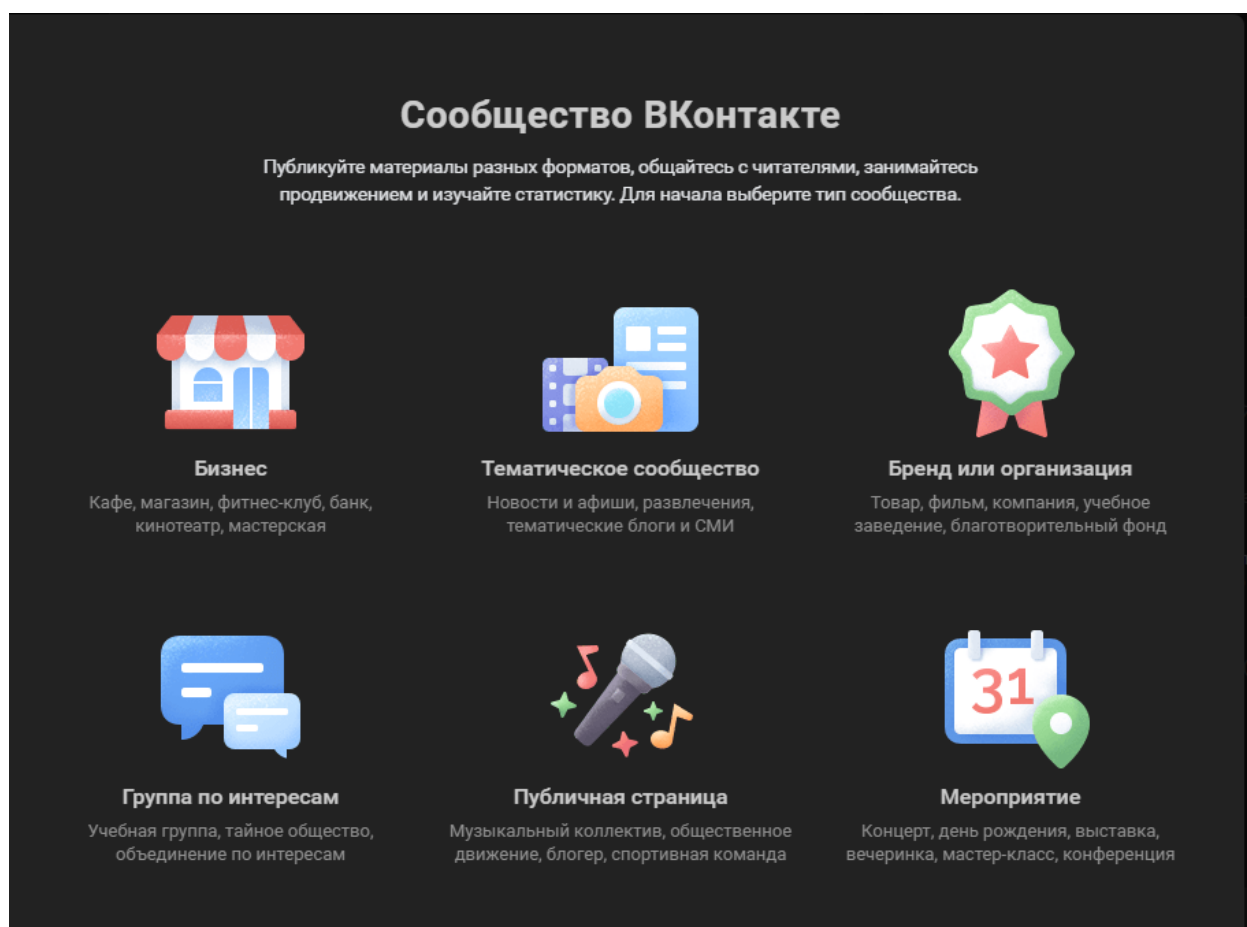 Сообщество ВКонтакте
Публикуйте материалы разных форматов, общайтесь с читателями, занимайтесь
продвижением и изучайте статистику. Для начала выберите тип сообщества.
Бизнес
Кафе, магазин, фитнес-клуб, банк,
кинотеатр, мастерская
Тематическое сообщество
Новости и афиши, развлечения,
тематические блоги и СМИ
Бренд или организация
Товар, фильм, компания, учебное
заведение, благотворительный фонд
Группа по интересам
Учебная группа, тайное общество,
объединение по интересам
Публичная страница
Музыкальный коллектив, общественное
движение, блогер, спортивная команда
31
Мероприятие
Концерт, день рождения, выставка,
вечеринка, мастер-класс, конференция